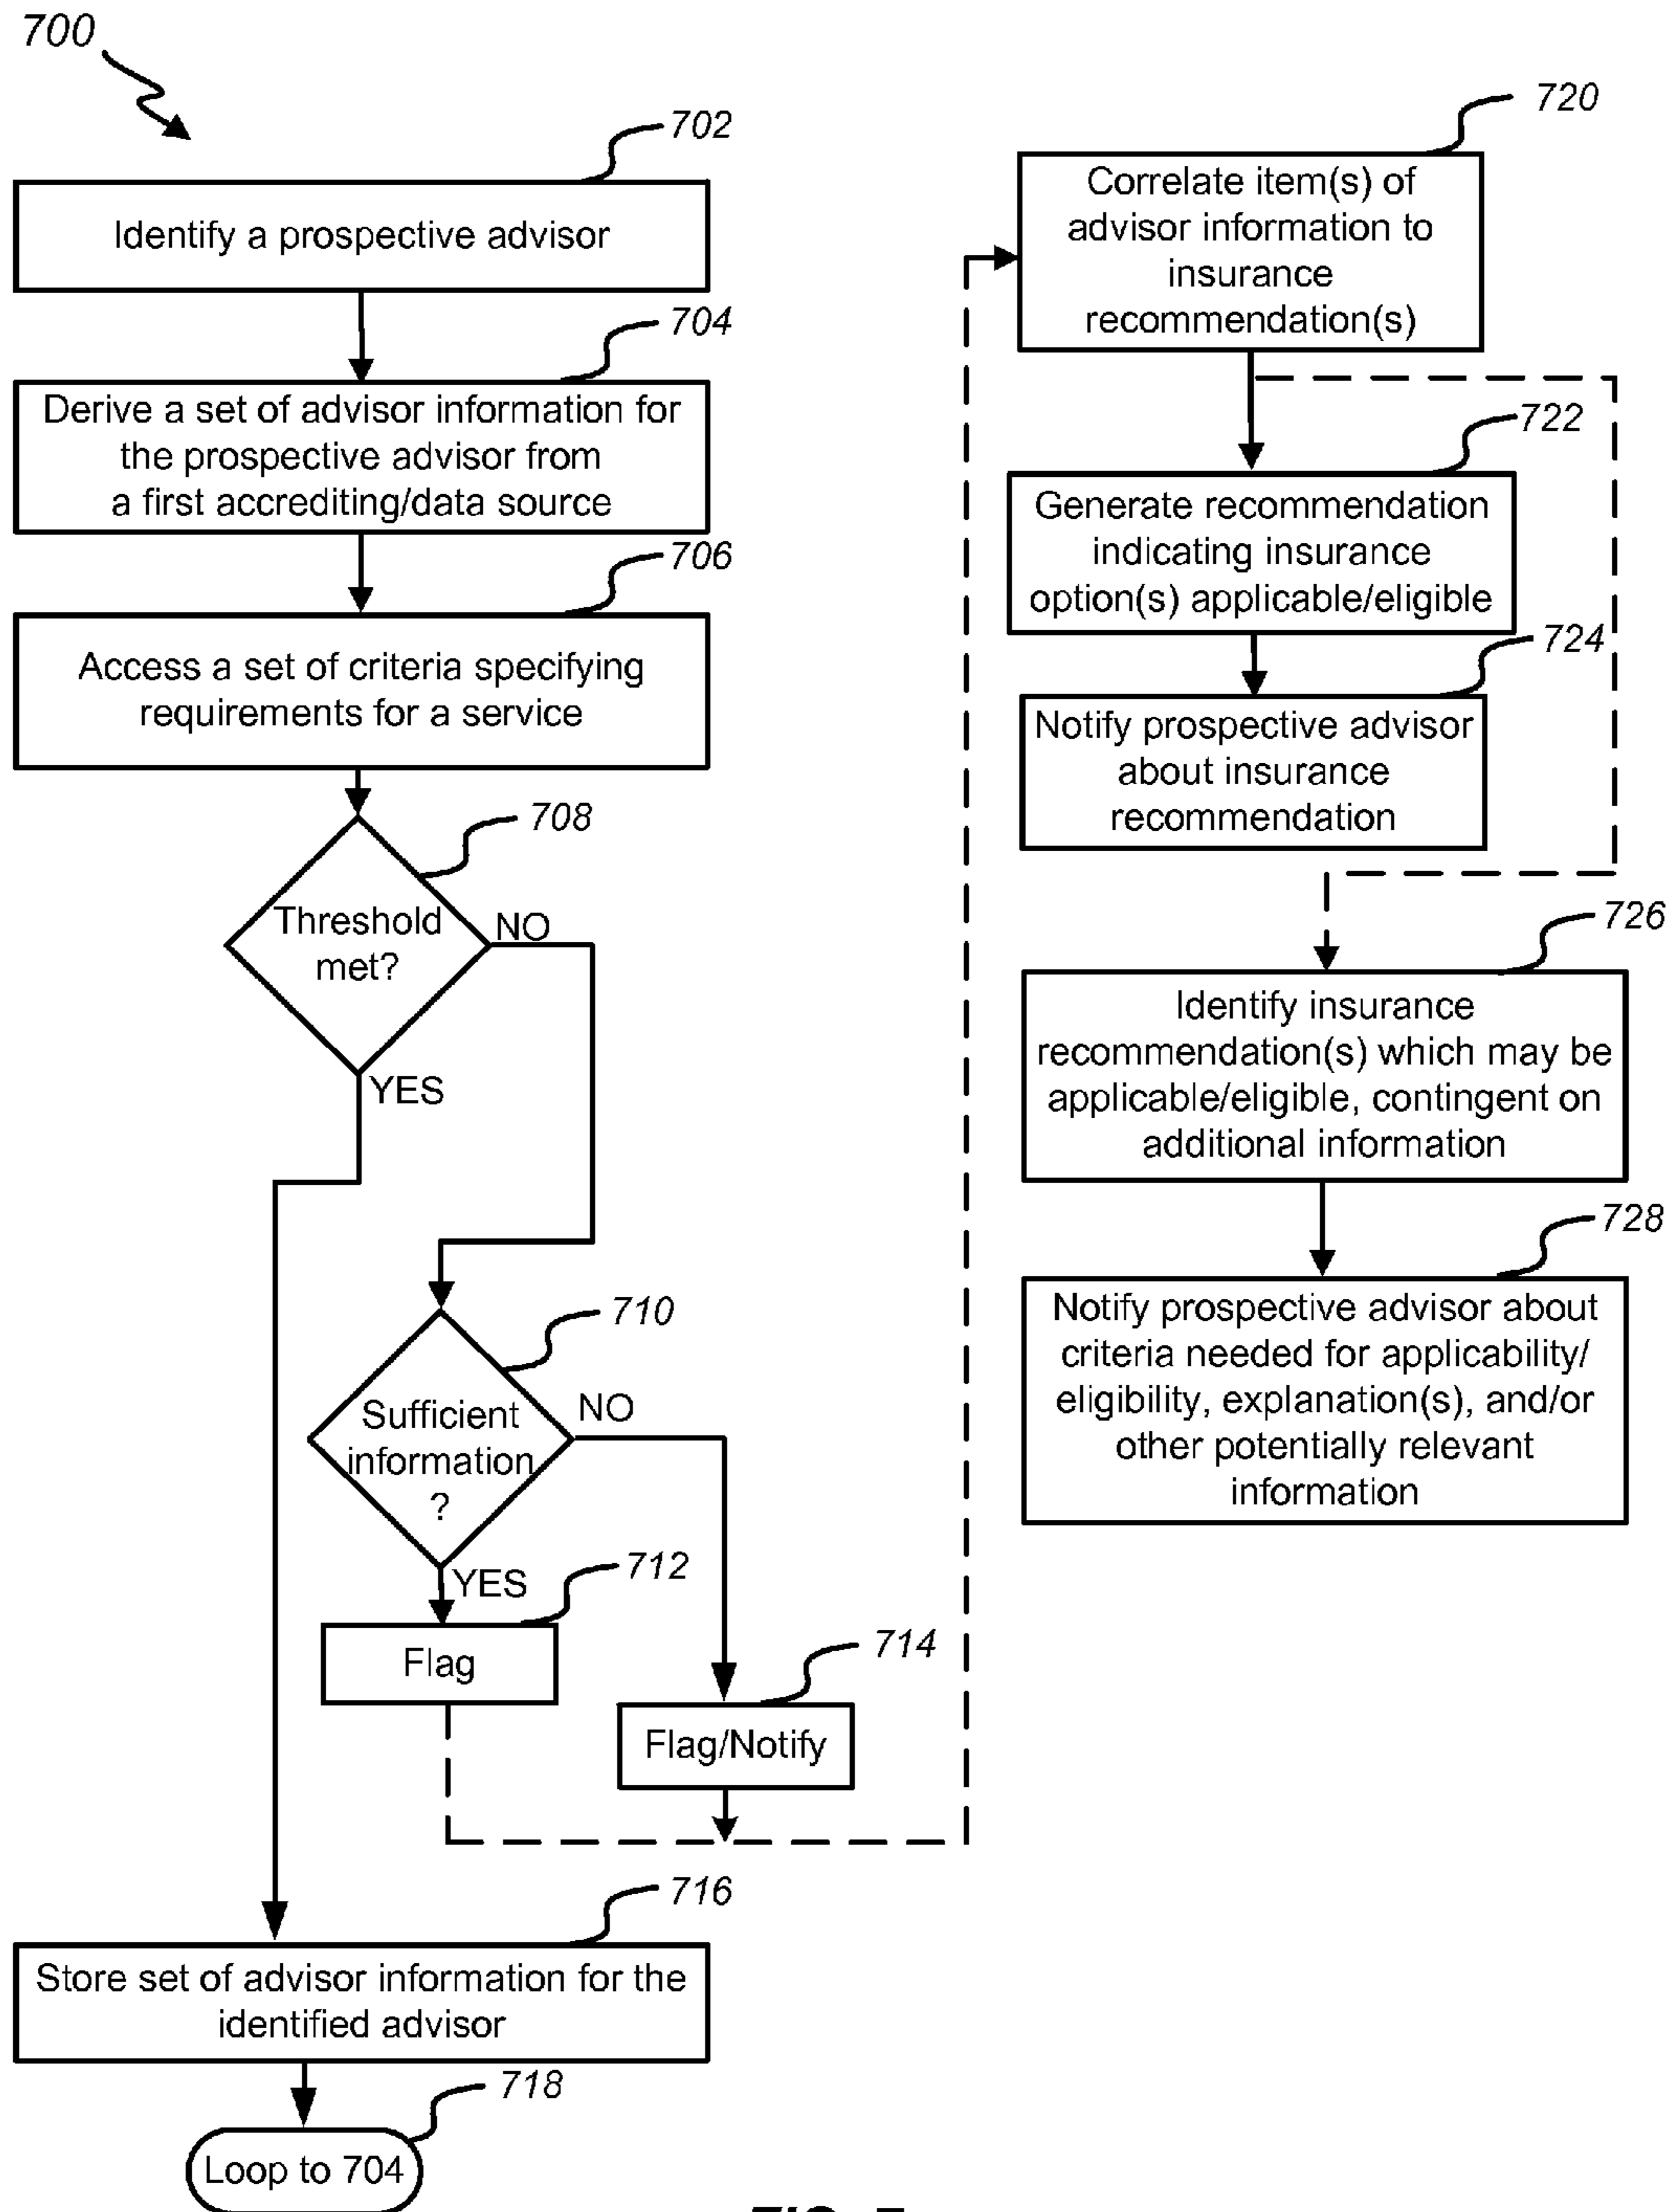 700
702
Identify a prospective advisor
704
Derive a set of advisor information for
the prospective advisor from
a first accrediting/data source
706
Access a set of criteria specifying
requirements for a service
708
Threshold
met?
NO
YES
710
Sufficient
information
?
NO
YES
712
Flag
714
Flag/Notify
716
Store set of advisor information for the
identified advisor
718
Loop to 704
720
Correlate item(s) of
advisor information to
insurance
recommendation(s)
722
Generate recommendation
indicating insurance
option(s) applicable/eligible
724
Notify prospective advisor
about insurance
recommendation
726
Identify insurance
recommendation(s) which may be
applicable/eligible, contingent on
additional information
728
Notify prospective advisor about
criteria needed for applicability/
eligibility, explanation(s), and/or
other potentially relevant
information